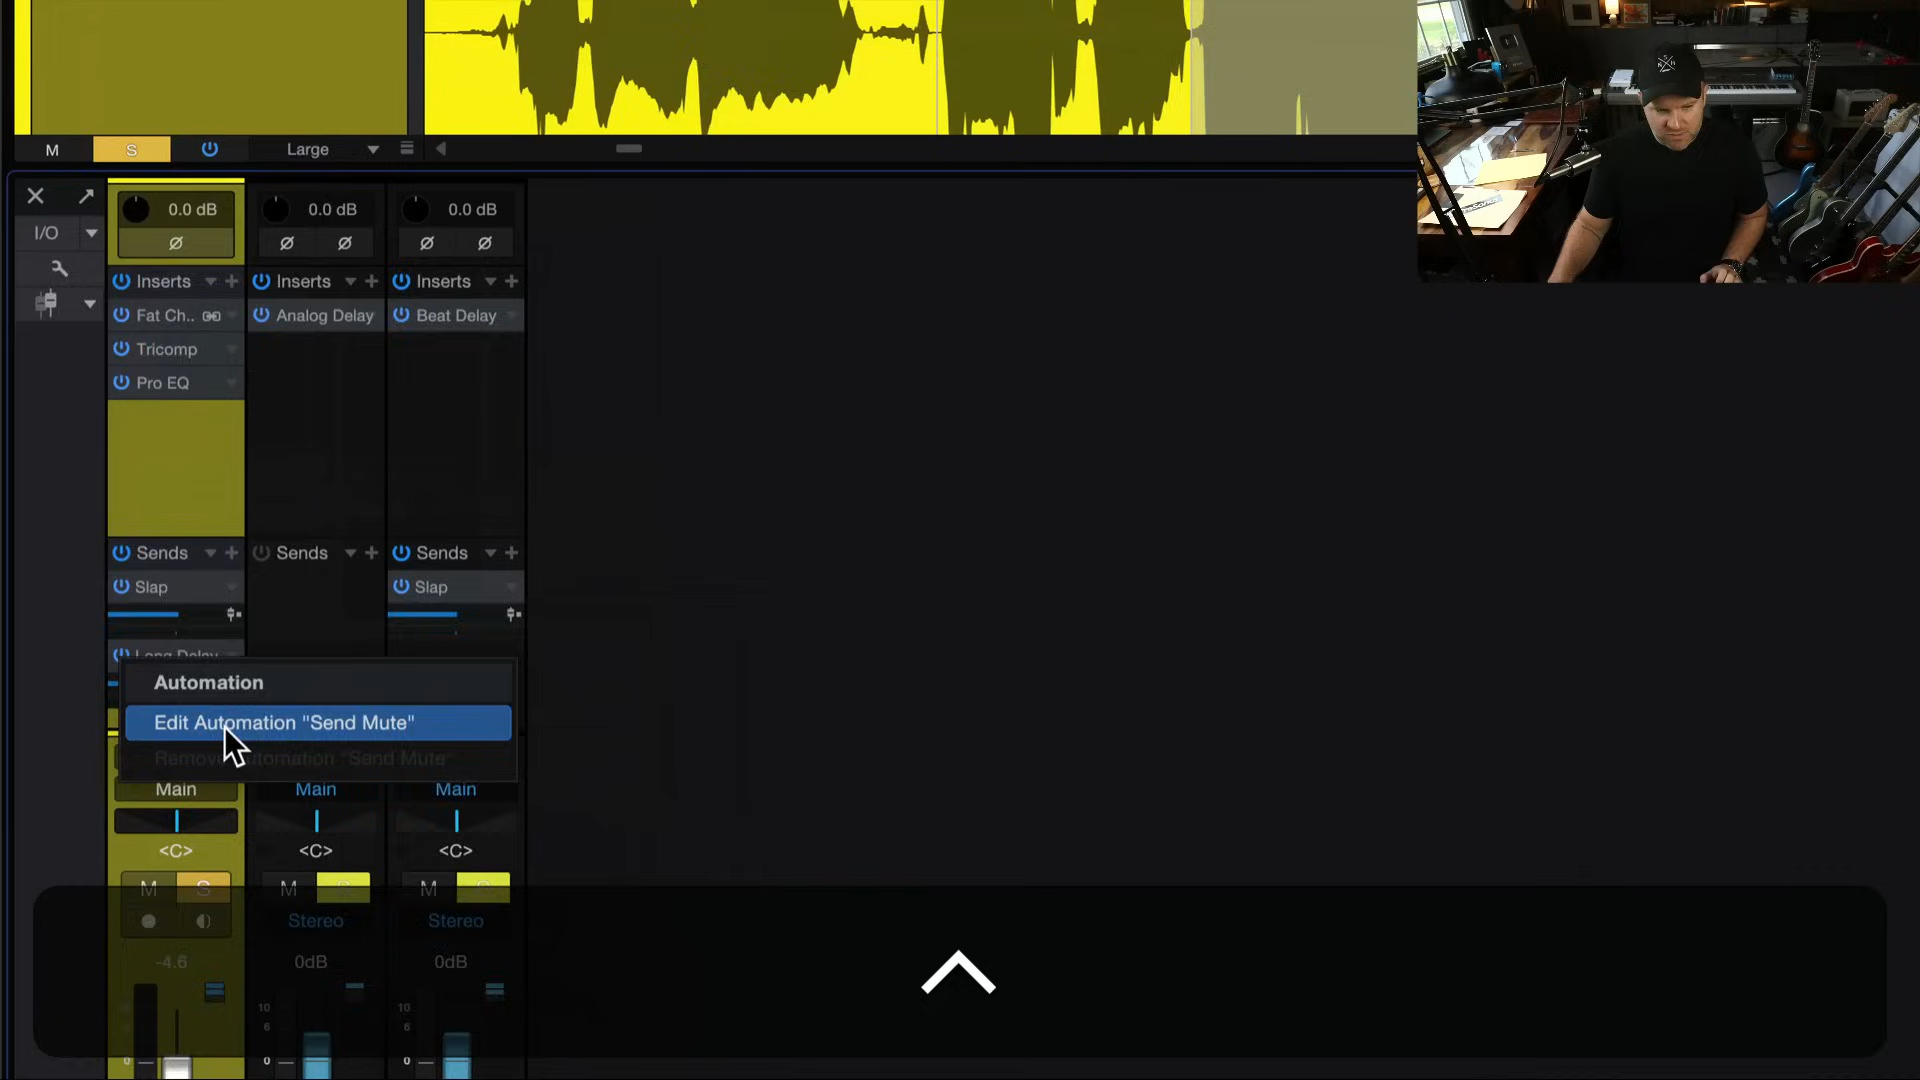 M S Large
0.0 dB 0.0 dB 0.0 dB
I/O
Ø Ø Ø Ø Ø
Inserts Inserts Inserts
Fat Ch.. Analog Delay Beat Delay
Tricomp
Pro EQ
Sends Sends Sends
Slap Slap
Long Delay
Automation
Edit Automation "Send Mute"
Remove Automation "Send Mute"
Main Main Main
<C> <C> <C>
M S M S M S
Stereo Stereo
-4.6 0dB 0dB
10 10
6 6
0 0 0